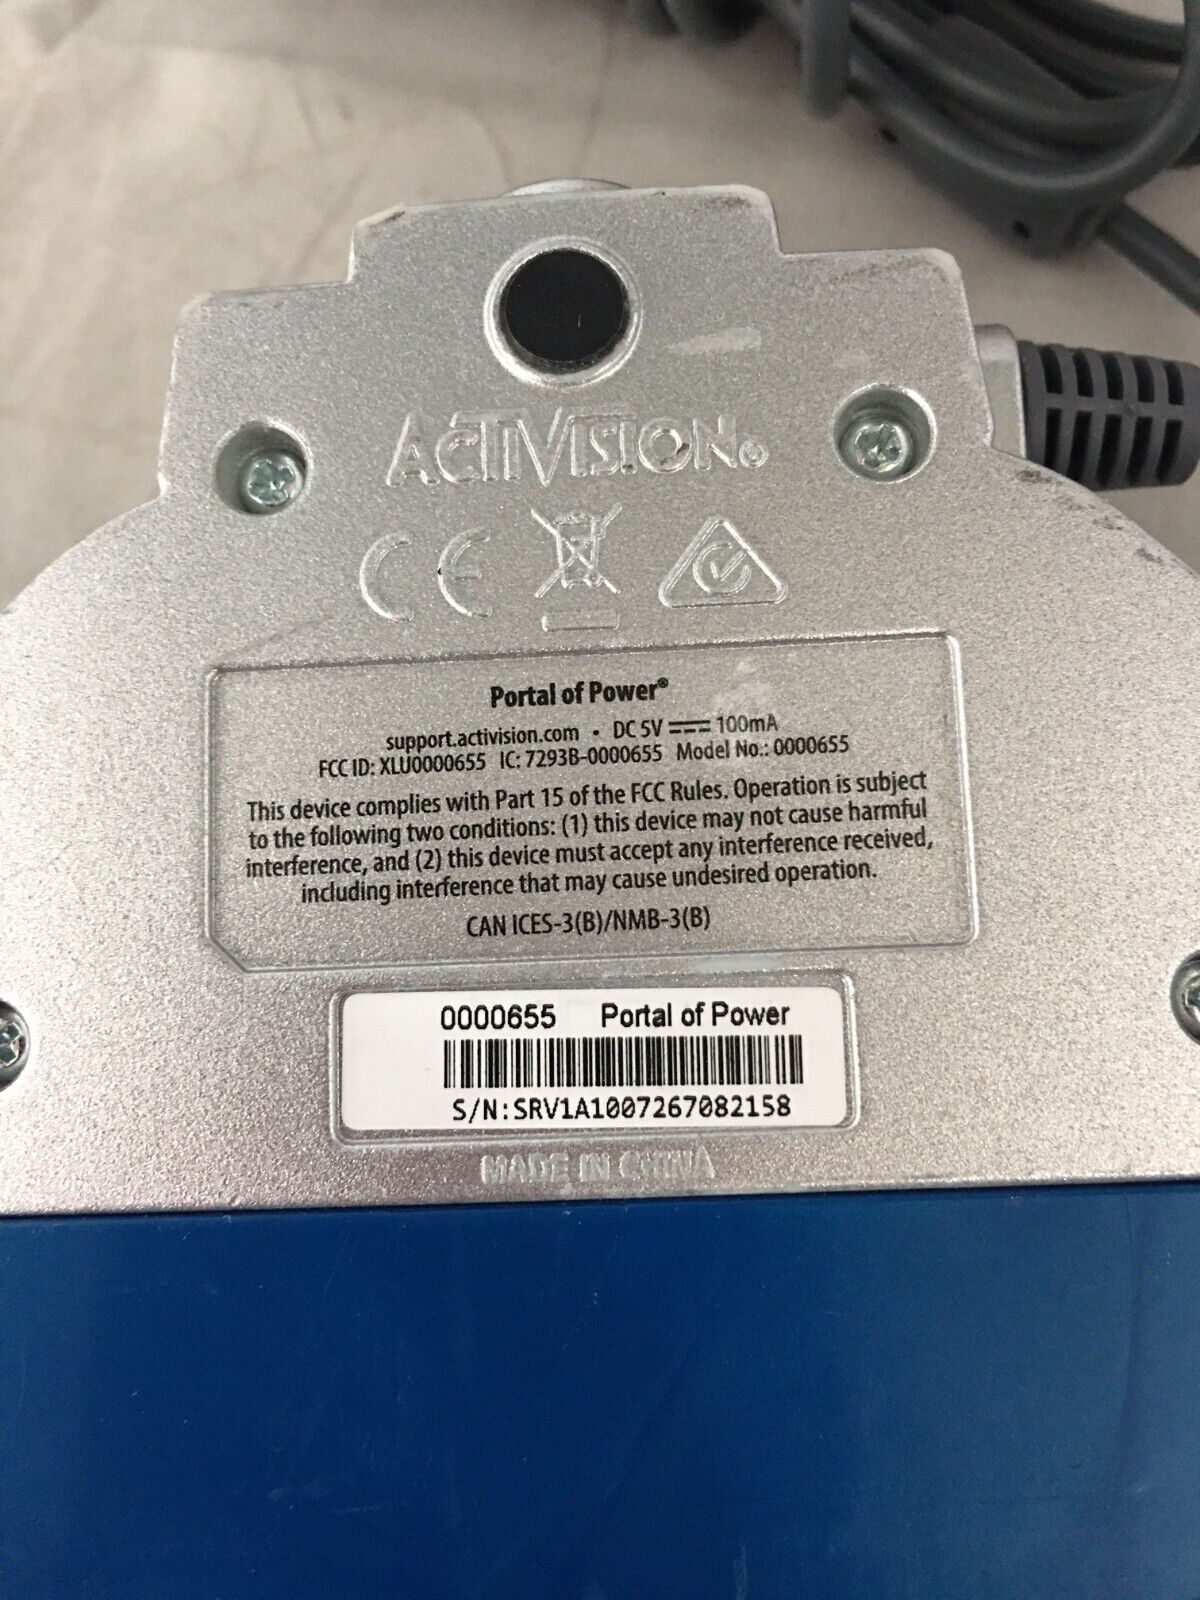 ACTIVISION®
CE
Portal of Power®
support.activision.com • DC 5V ⎓ 100mA
FCC ID: XLU0000655 IC: 7293B-0000655 Model No.: 0000655
This device complies with Part 15 of the FCC Rules. Operation is subject
to the following two conditions: (1) this device may not cause harmful
interference, and (2) this device must accept any interference received,
including interference that may cause undesired operation.
CAN ICES-3(B)/NMB-3(B)
0000655 Portal of Power
S/N:SRV1A1007267082158
MADE IN CHINA